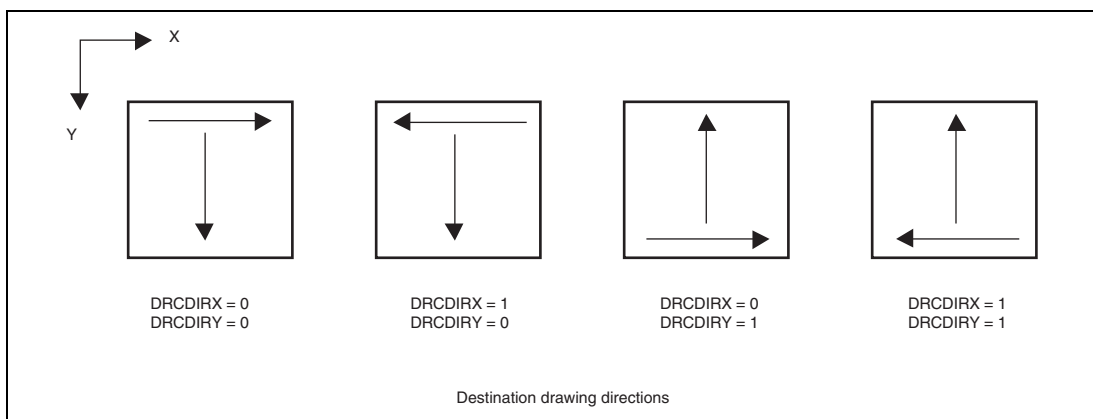 X
Y
DRCDIRX = 0
DRCDIRY = 0
DRCDIRX = 1
DRCDIRY = 0
DRCDIRX = 0
DRCDIRY = 1
DRCDIRX = 1
DRCDIRY = 1
Destination drawing directions